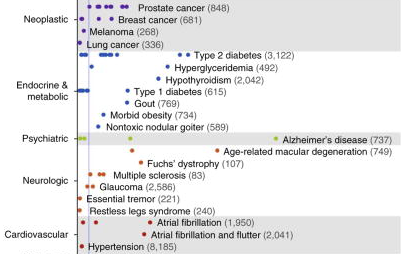 Neoplastic
Prostate cancer (848)
Breast cancer (681)
Melanoma (268)
Lung cancer (336)
Endocrine &
metabolic
Type 2 diabetes (3,122)
Hyperglyceridemia (492)
Hypothyroidism (2,042)
Type 1 diabetes (615)
Gout (769)
Morbid obesity (734)
Nontoxic nodular goiter (589)
Psychiatric
Alzheimer's disease (737)
Neurologic
Age-related macular degeneration (749)
Fuchs' dystrophy (107)
Multiple sclerosis (83)
Glaucoma (2,586)
Essential tremor (221)
Restless legs syndrome (240)
Cardiovascular
Atrial fibrillation (1,950)
Atrial fibrillation and flutter (2,041)
Hypertension (8,185)